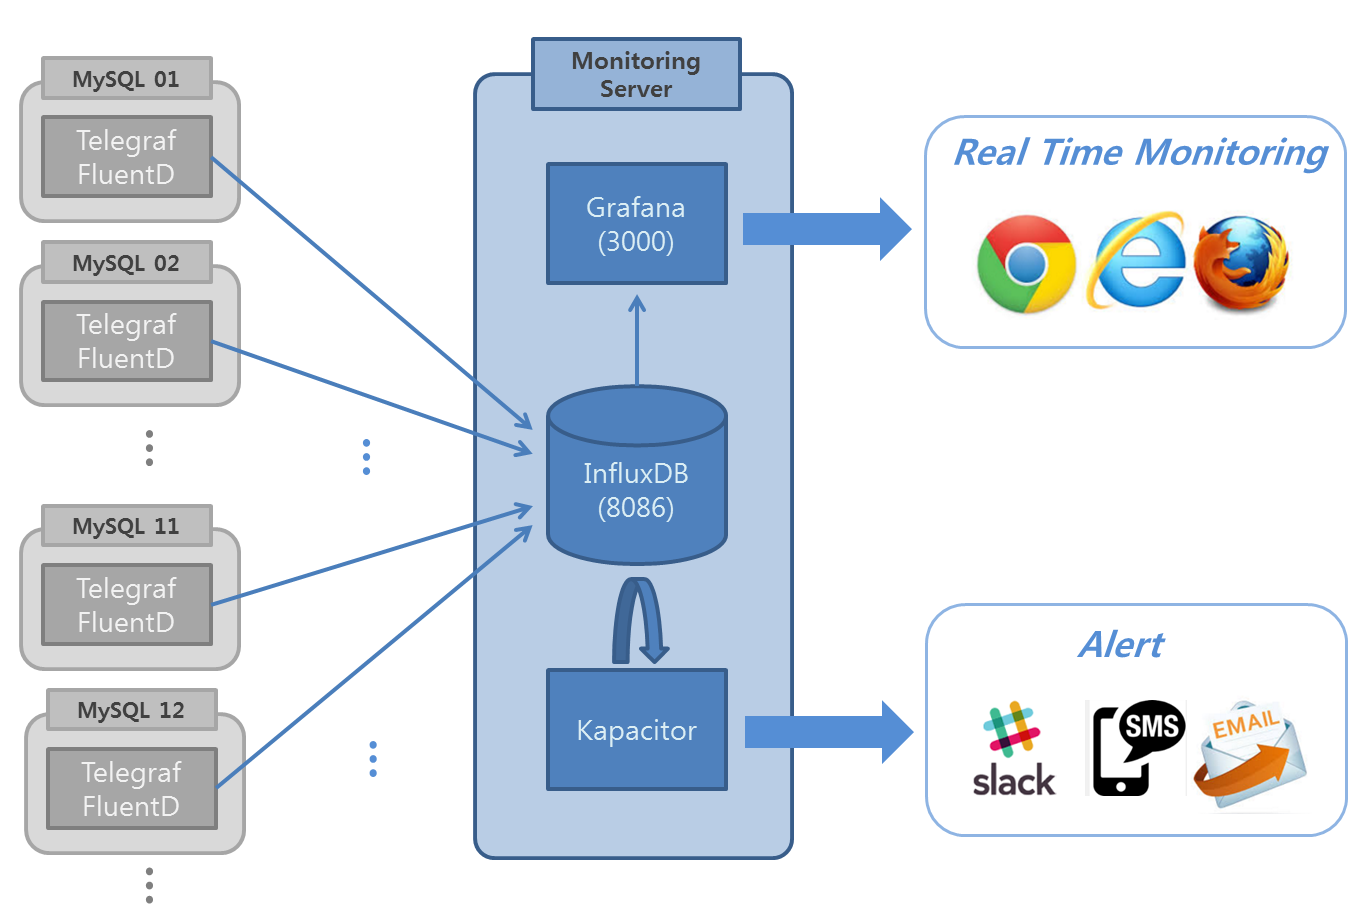 MySQL 01
Telegraf
FluentD
MySQL 02
Telegraf
FluentD
MySQL 11
Telegraf
FluentD
MySQL 12
Telegraf
FluentD
Monitoring
Server
Grafana
(3000)
InfluxDB
(8086)
Kapacitor
Real Time Monitoring
Alert
slack
SMS
EMAIL